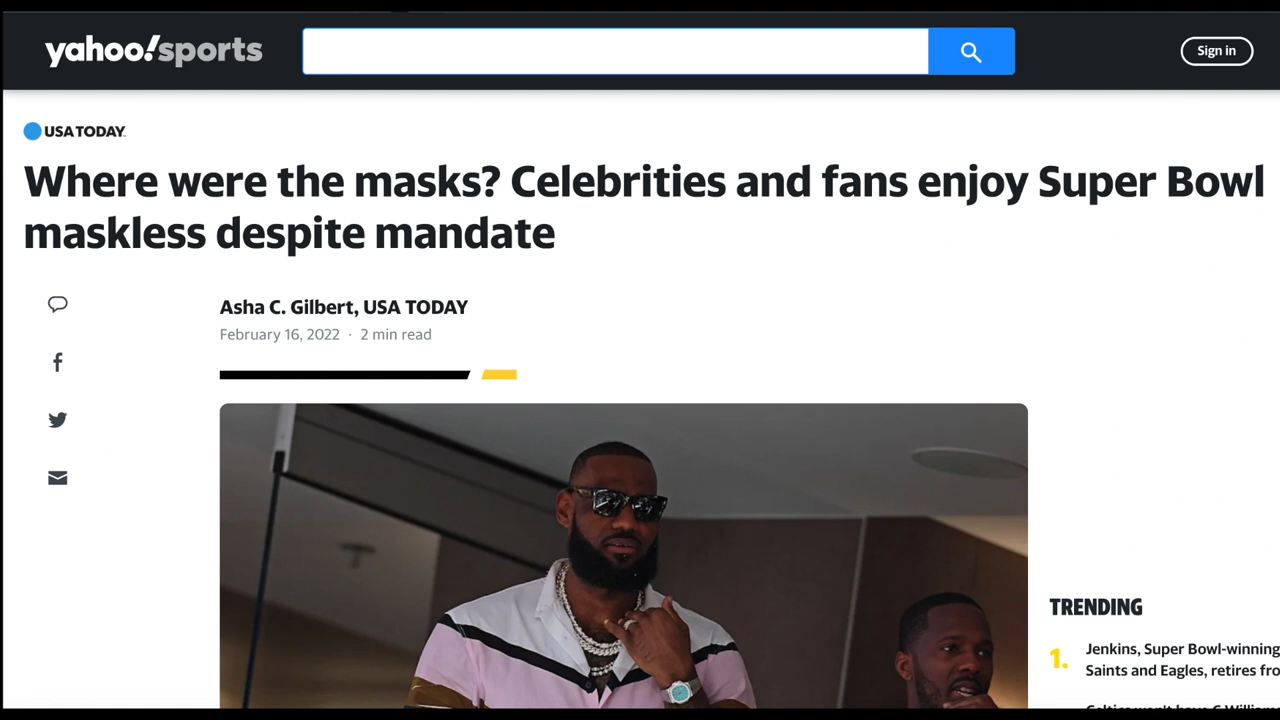 yahoo!sports
Sign in
USA TODAY
Where were the masks? Celebrities and fans enjoy Super Bowl
maskless despite mandate
Asha C. Gilbert, USA TODAY
February 16, 2022 · 2 min read
TRENDING
1.
Jenkins, Super Bowl-winning
Saints and Eagles, retires fro